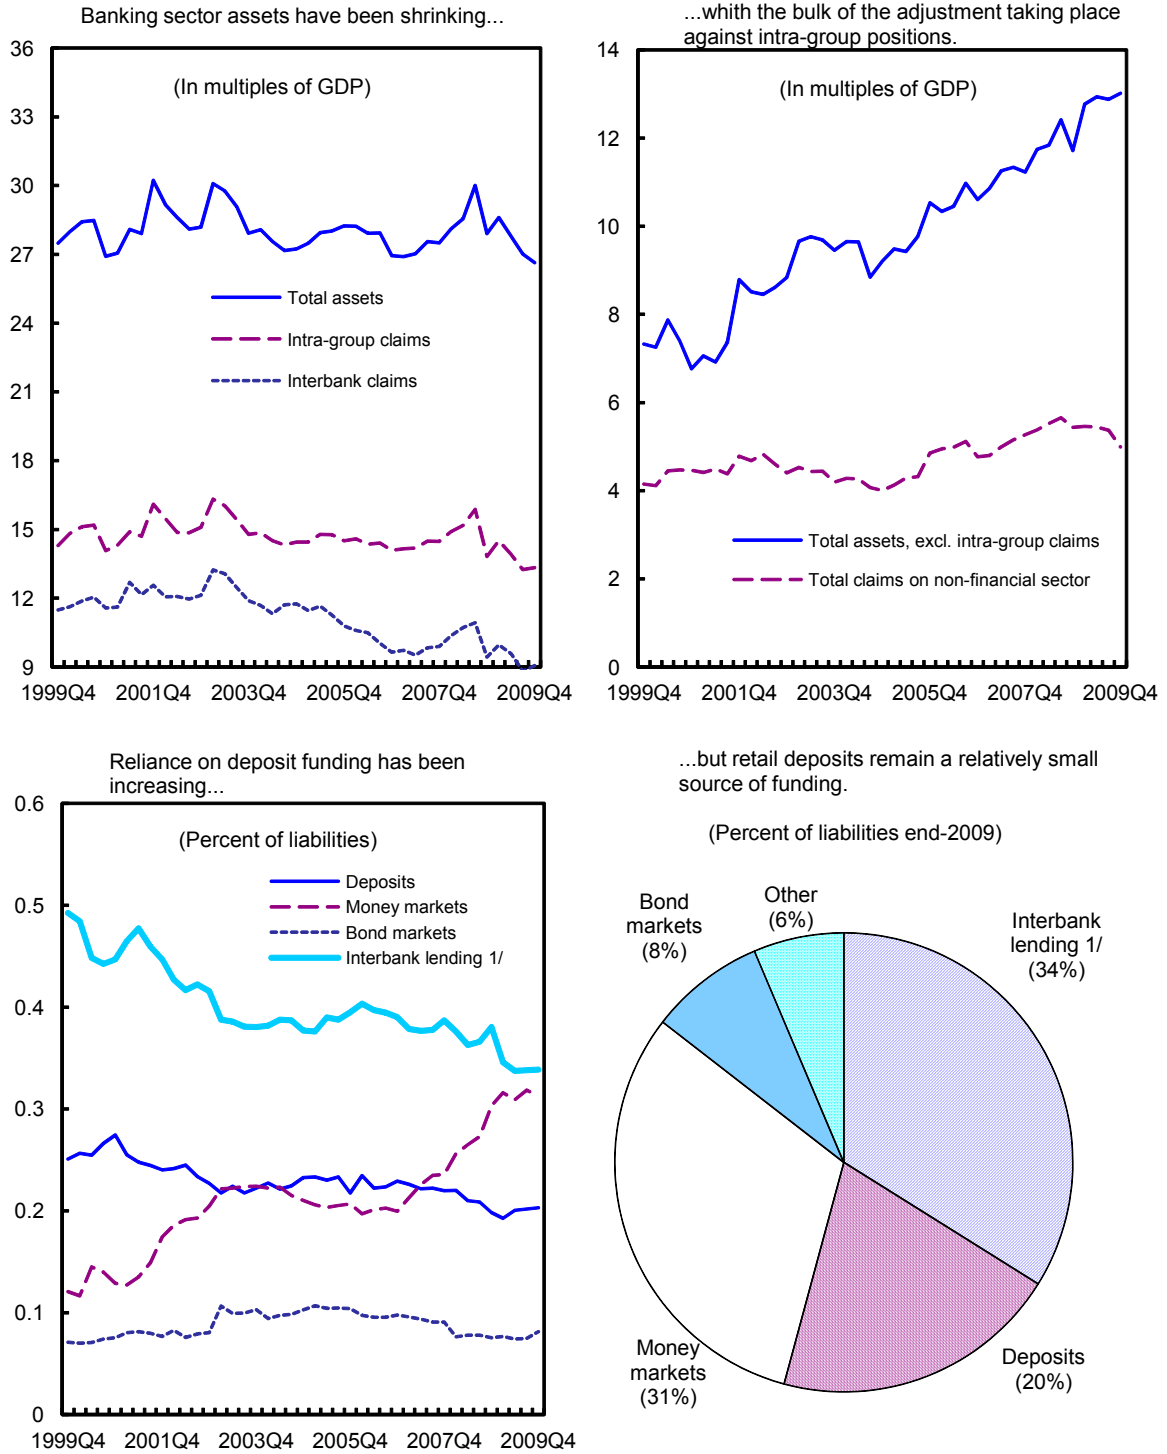 Banking sector assets have been shrinking...
36
(In multiples of GDP)
33
30
27
Total assets
24
Intra-group claims
Interbank claims
21
18
15
12
9
1999Q4 2001Q4 2003Q4 2005Q4 2007Q4 2009Q4
...whith the bulk of the adjustment taking place
against intra-group positions.
14
(In multiples of GDP)
12
10
8
6
4
Total assets, excl. intra-group claims
Total claims on non-financial sector
2
0
1999Q4 2001Q4 2003Q4 2005Q4 2007Q4 2009Q4
Reliance on deposit funding has been
increasing...
0.6
(Percent of liabilities)
Deposits
0.5
Money markets
Bond markets
Interbank lending 1/
0.4
0.3
0.2
0.1
0
1999Q4 2001Q4 2003Q4 2005Q4 2007Q4 2009Q4
...but retail deposits remain a relatively small
source of funding.
(Percent of liabilities end-2009)
Bond
markets
(8%)
Other
(6%)
Interbank
lending 1/
(34%)
Money
markets
(31%)
Deposits
(20%)